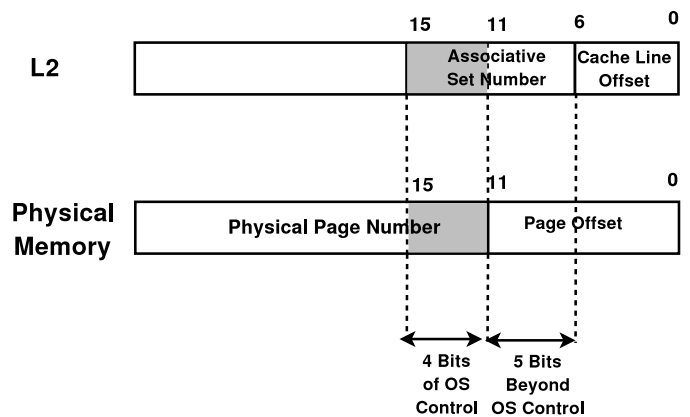 15 11 6 0
L2
Associative
Set Number
Cache Line
Offset
15 11 0
Physical
Memory
Physical Page Number
Page Offset
4 Bits
of OS
Control
5 Bits
Beyond
OS Control